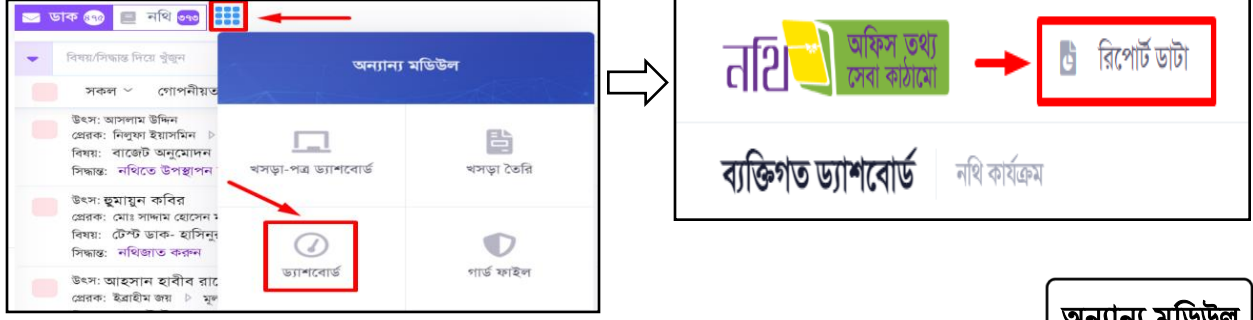 ডাক ৪৭৫ নথি ৩৭৩
বিষয়/সিদ্ধান্ত দিয়ে খুঁজুন
সকল গোপনীয়ত
উৎস: আসলাম উদ্দিন
প্রেরক: নিলুফা ইয়াসমিন
বিষয়: বাজেট অনুমোদন
সিদ্ধান্ত: নথিতে উপস্থাপন
উৎস: হুমায়ুন কবির
প্রেরক: মোঃ সাদ্দাম হোসেন
বিষয়: টেস্ট ডাক- হাসিনুর
সিদ্ধান্ত: নথিজাত করুন
উৎস: আহসান হাবীব রাসে
প্রেরক: ইব্রাহীম জয় মূল
অন্যান্য মডিউল
খসড়া-পত্র ড্যাশবোর্ড খসড়া তৈরি
ড্যাশবোর্ড গার্ড ফাইল
নথি অফিস তথ্য
সেবা কাঠামো
রিপোর্ট ডাটা
ব্যক্তিগত ড্যাশবোর্ড নথি কার্যক্রম
অন্যান্য মডিউল